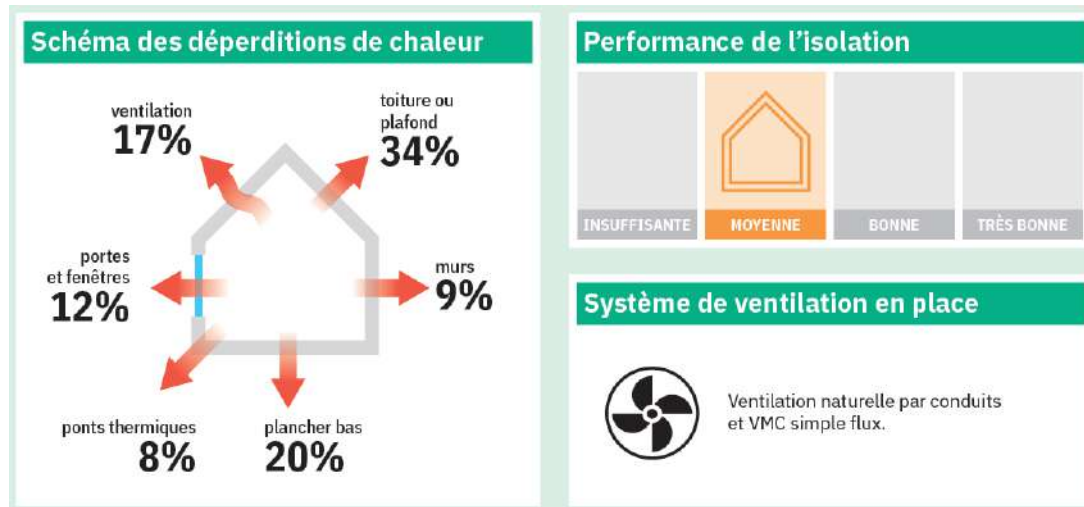 Schéma des déperditions de chaleur
ventilation
17%
toiture ou
plafond
34%
portes
et fenêtres
12%
murs
9%
ponts thermiques
8%
plancher bas
20%
Performance de l’isolation
INSUFFISANTE
MOYENNE
BONNE
TRÈS BONNE
Système de ventilation en place
Ventilation naturelle par conduits
et VMC simple flux.